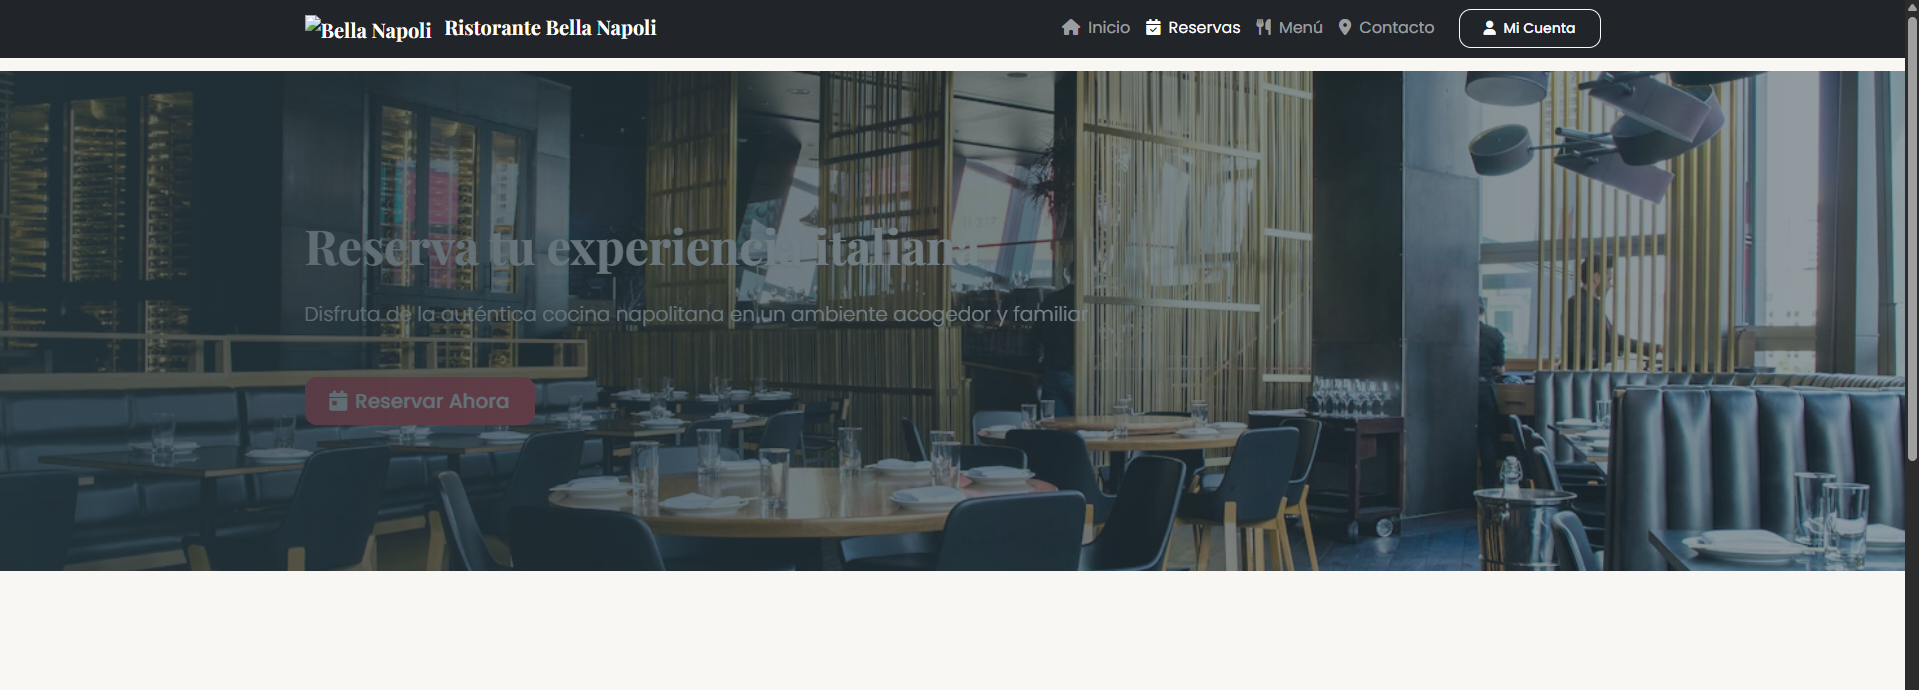 Bella Napoli Ristorante Bella Napoli Inicio Reservas Menú Contacto Mi Cuenta
Reserva tu experiencia italiana
Disfruta de la auténtica cocina napolitana en un ambiente acogedor y familiar
Reservar Ahora